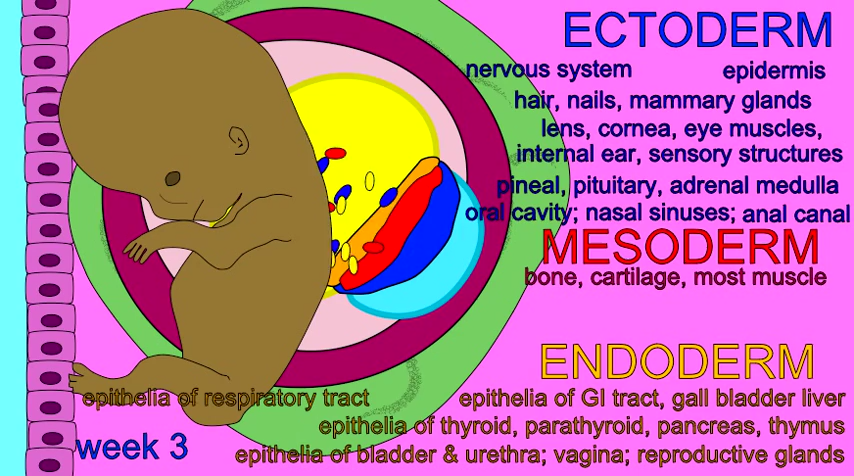 ECTODERM
nervous system epidermis
hair, nails, mammary glands
lens, cornea, eye muscles,
internal ear, sensory structures
pineal, pituitary, adrenal medulla
oral cavity; nasal sinuses; anal canal
MESODERM
bone, cartilage, most muscle
ENDODERM
epithelia of respiratory tract epithelia of GI tract, gall bladder liver
epithelia of thyroid, parathyroid, pancreas, thymus
week 3
epithelia of bladder & urethra; vagina; reproductive glands